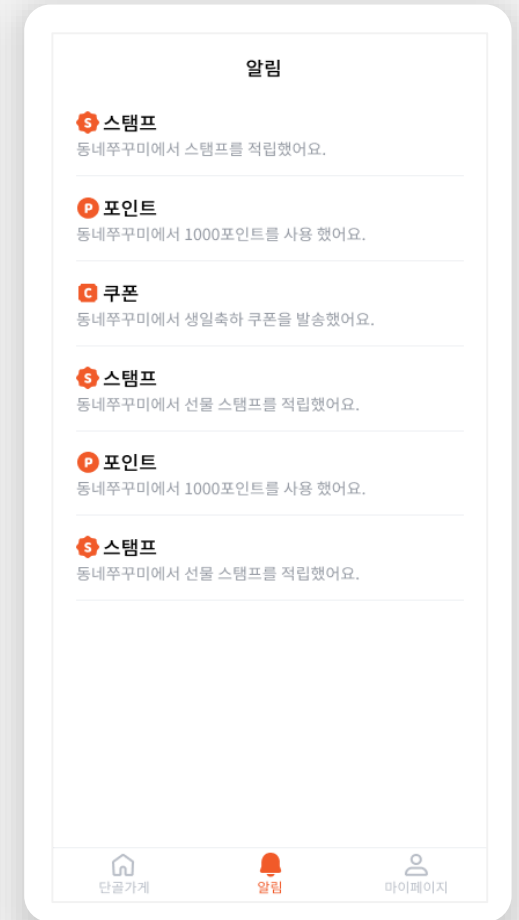 알림
S 스탬프
동네쭈꾸미에서 스탬프를 적립했어요.
P 포인트
동네쭈꾸미에서 1000포인트를 사용 했어요.
C 쿠폰
동네쭈꾸미에서 생일축하 쿠폰을 발송했어요.
S 스탬프
동네쭈꾸미에서 선물 스탬프를 적립했어요.
P 포인트
동네쭈꾸미에서 1000포인트를 사용 했어요.
S 스탬프
동네쭈꾸미에서 선물 스탬프를 적립했어요.
단골가게 알림 마이페이지